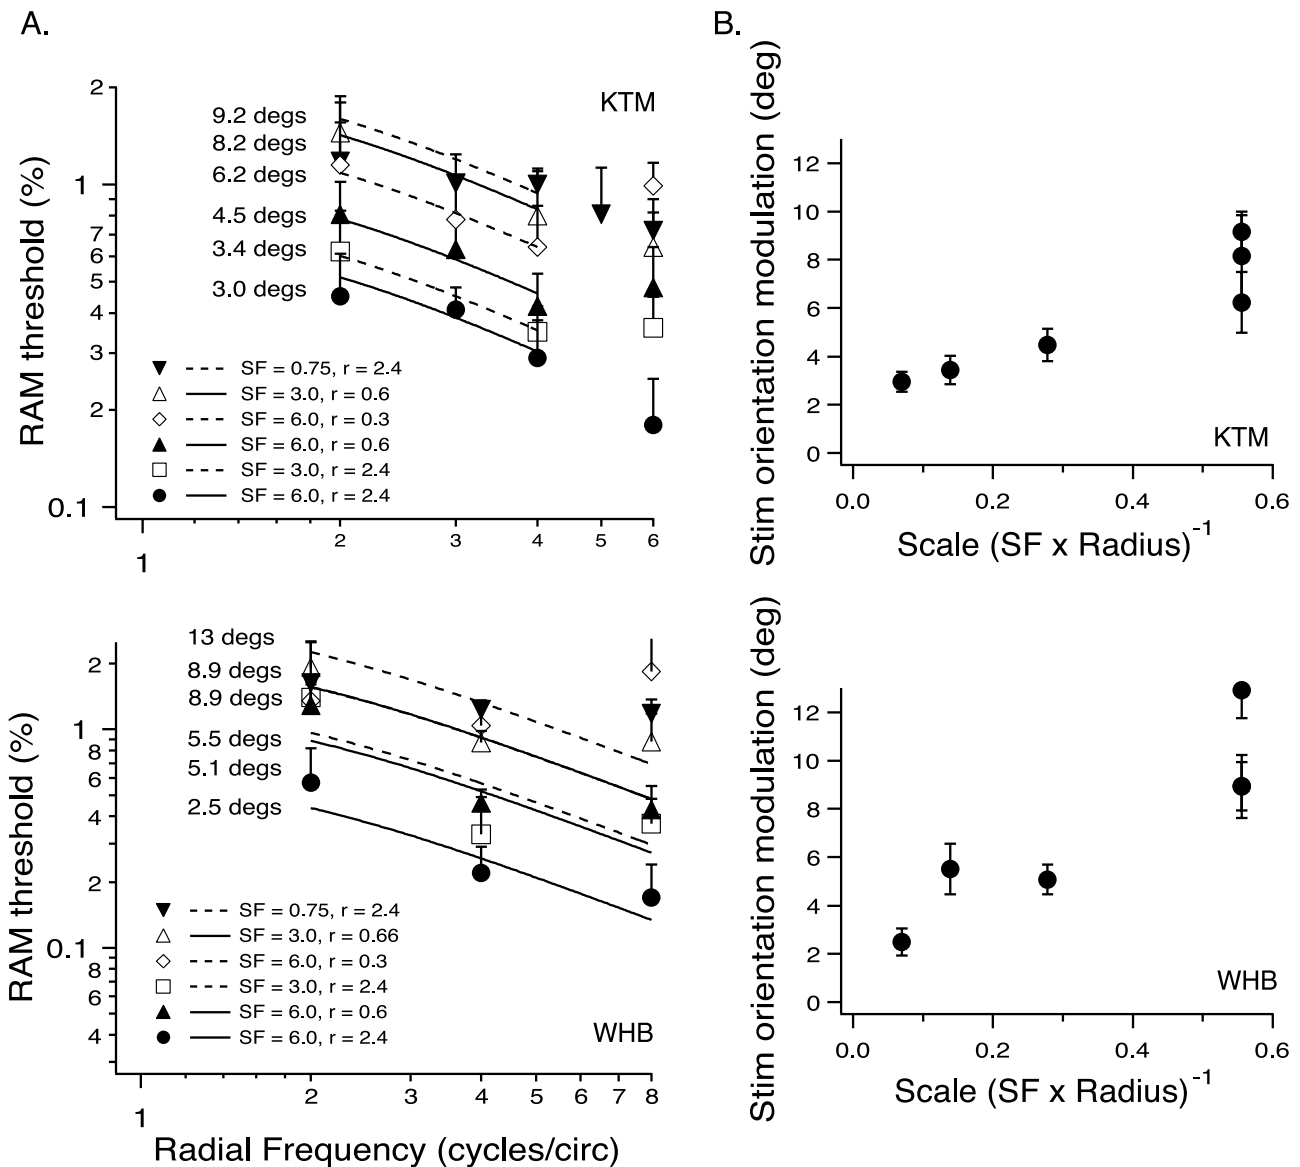 A.
B.
RAM threshold (%)
2
1
7
6
5
4
3
2
0.1
9.2 degs
8.2 degs
6.2 degs
4.5 degs
3.4 degs
3.0 degs
KTM
SF = 0.75, r = 2.4
SF = 3.0, r = 0.6
SF = 6.0, r = 0.3
SF = 6.0, r = 0.6
SF = 3.0, r = 2.4
SF = 6.0, r = 2.4
1
2
3
4
5
6
Stim orientation modulation (deg)
12
10
8
6
4
2
0
KTM
0.0
0.2
0.4
0.6
Scale (SF x Radius)-1
RAM threshold (%)
2
1
8
6
4
2
0.1
8
6
4
13 degs
8.9 degs
8.9 degs
5.5 degs
5.1 degs
2.5 degs
SF = 0.75, r = 2.4
SF = 3.0, r = 0.66
SF = 6.0, r = 0.3
SF = 3.0, r = 2.4
SF = 6.0, r = 0.6
SF = 6.0, r = 2.4
WHB
1
2
3
4
5
6
7
8
Radial Frequency (cycles/circ)
Stim orientation modulation (deg)
12
10
8
6
4
2
0
WHB
0.0
0.2
0.4
0.6
Scale (SF x Radius)-1